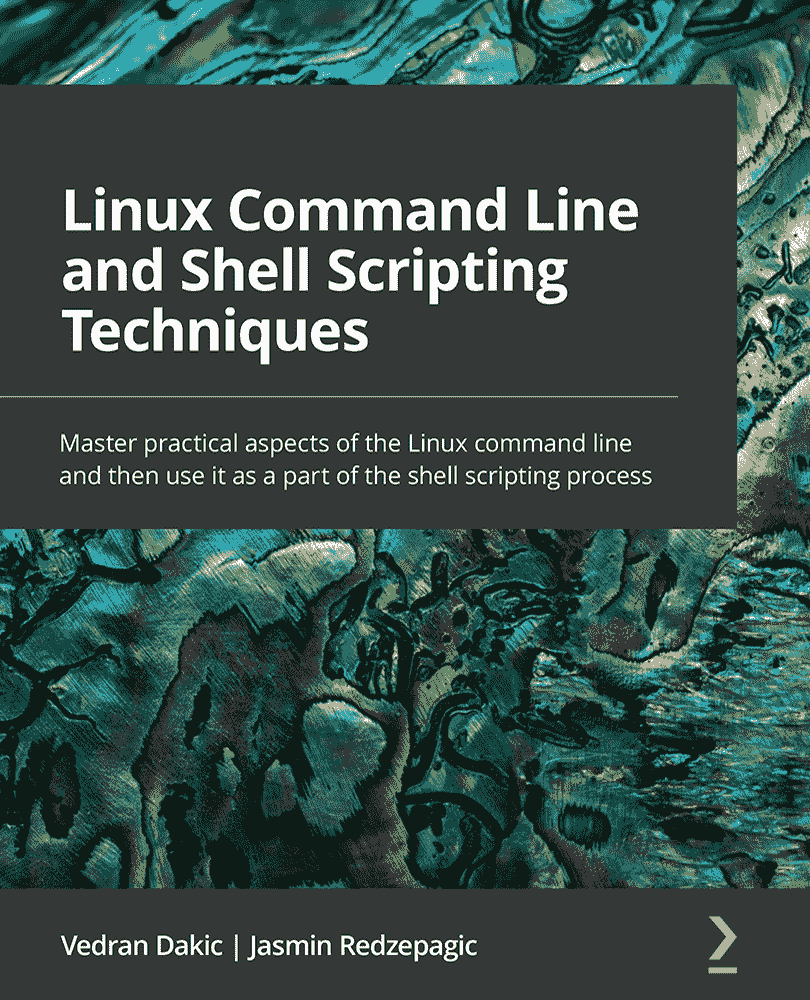 Linux Command Line
and Shell Scripting
Techniques
Master practical aspects of the Linux command line
and then use it as a part of the shell scripting process
Vedran Dakic | Jasmin Redzepagic